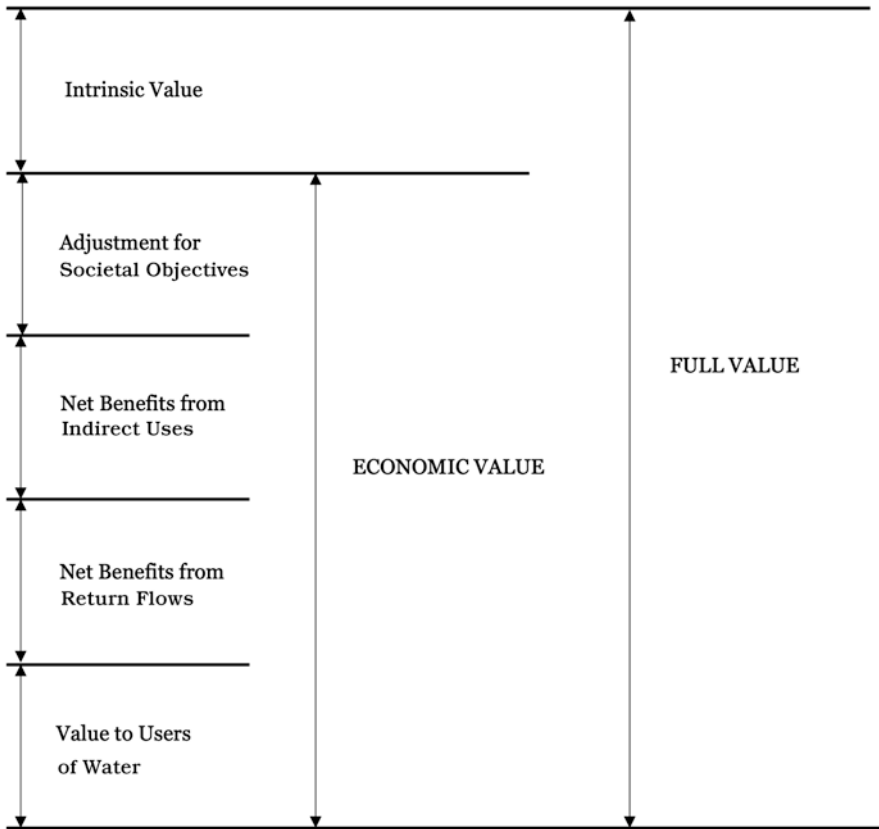 Intrinsic Value
Adjustment for
Societal Objectives
Net Benefits from
Indirect Uses
FULL VALUE
ECONOMIC VALUE
Net Benefits from
Return Flows
Value to Users
of Water